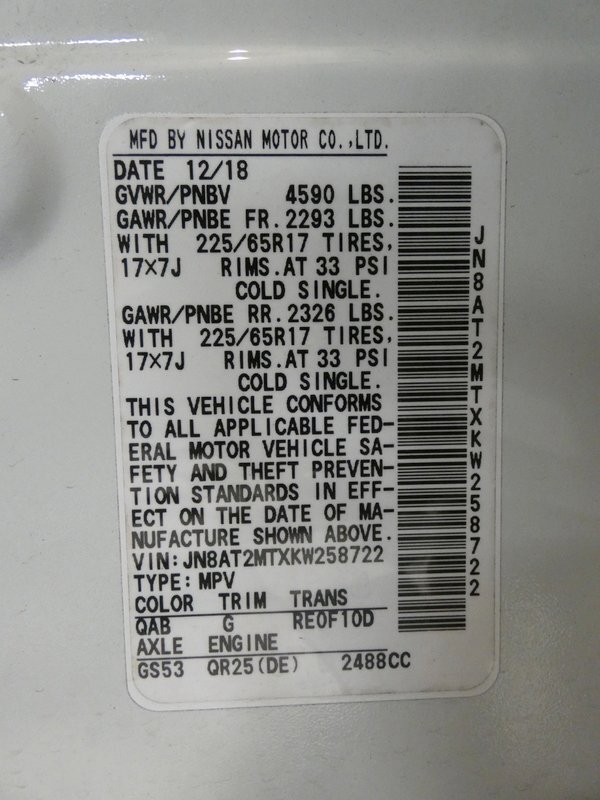 MFD BY NISSAN MOTOR CO.,LTD.
DATE 12/18
GVWR/PNBV 4590 LBS.
GAWR/PNBE FR.2293 LBS.
WITH 225/65R17 TIRES,
17×7J RIMS.AT 33 PSI
COLD SINGLE.
GAWR/PNBE RR.2326 LBS.
WITH 225/65R17 TIRES,
17×7J RIMS.AT 33 PSI
COLD SINGLE.
THIS VEHICLE CONFORMS
TO ALL APPLICABLE FED-
ERAL MOTOR VEHICLE SA-
FETY AND THEFT PREVEN-
TION STANDARDS IN EFF-
ECT ON THE DATE OF MA-
NUFACTURE SHOWN ABOVE.
VIN:JN8AT2MTXKW258722
TYPE:MPV
COLOR TRIM TRANS
QAB G RE0F10D
AXLE ENGINE
GS53 QR25(DE) 2488CC
JN8AT2MTXKW258722